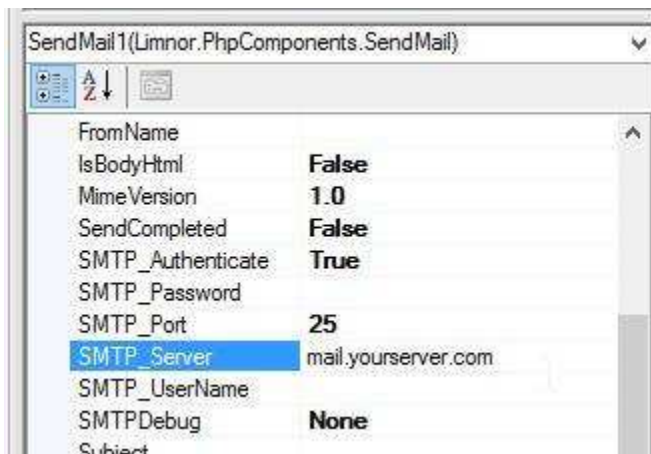 SendMail1(Limnor.PhpComponents.SendMail)
FromName
IsBodyHtml False
MimeVersion 1.0
SendCompleted False
SMTP_Authenticate True
SMTP_Password
SMTP_Port 25
SMTP_Server mail.yourserver.com
SMTP_UserName
SMTPDebug None
Subject